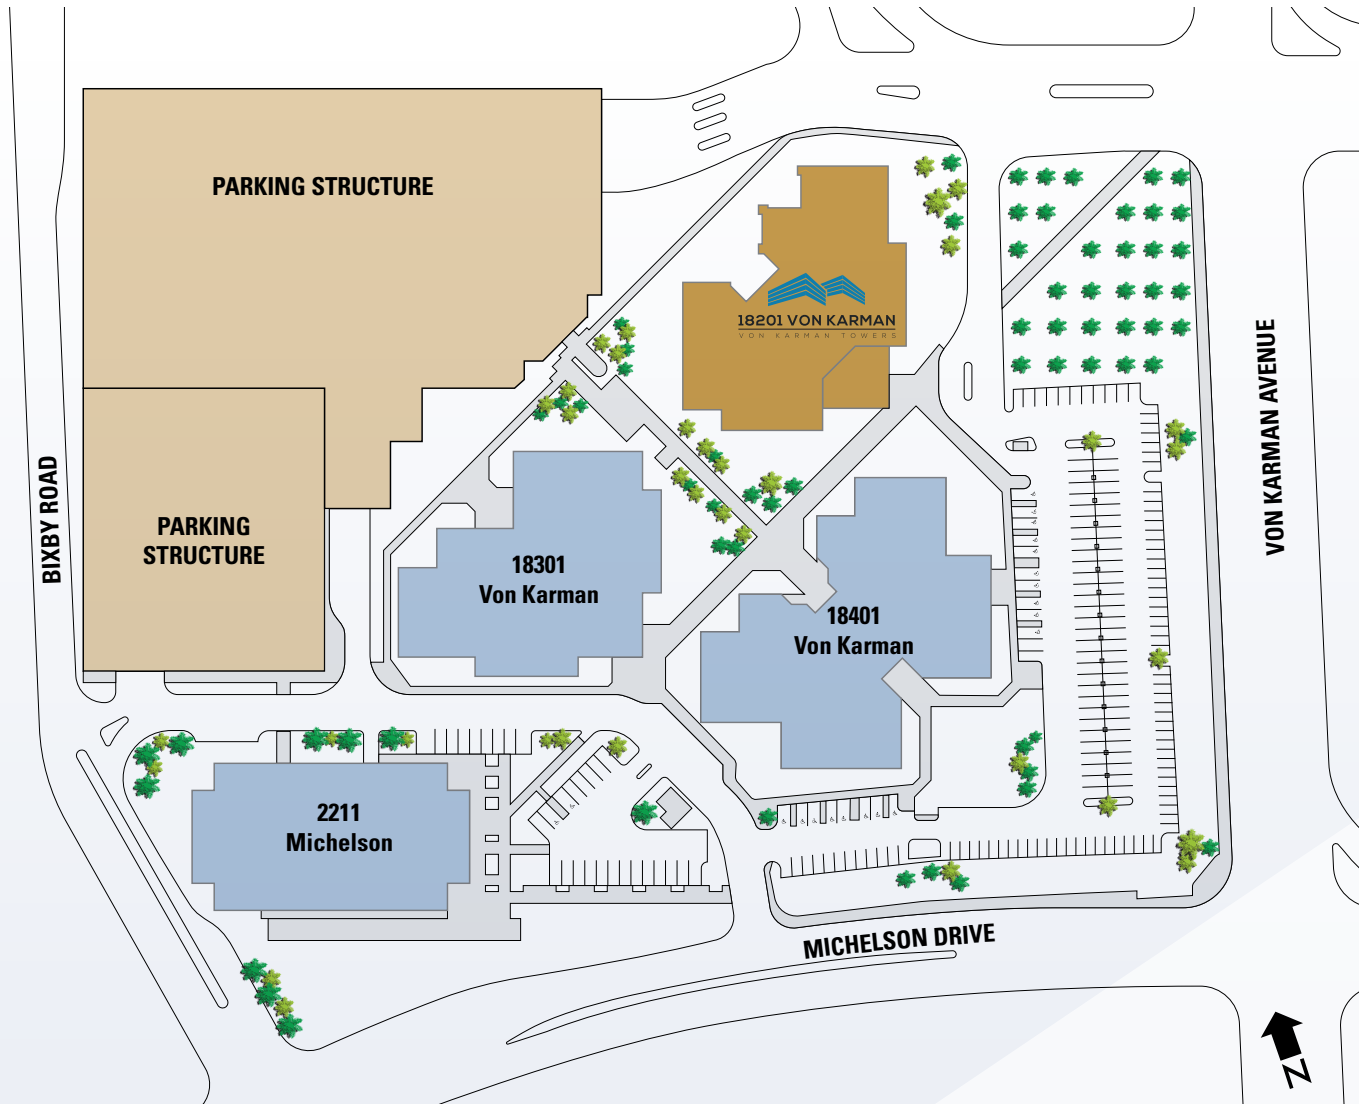 PARKING STRUCTURE
18201 VON KARMAN
VON KARMAN TOWERS
VON KARMAN AVENUE
BIXBY ROAD
PARKING
STRUCTURE
18301
Von Karman
18401
Von Karman
2211
Michelson
MICHELSON DRIVE
N